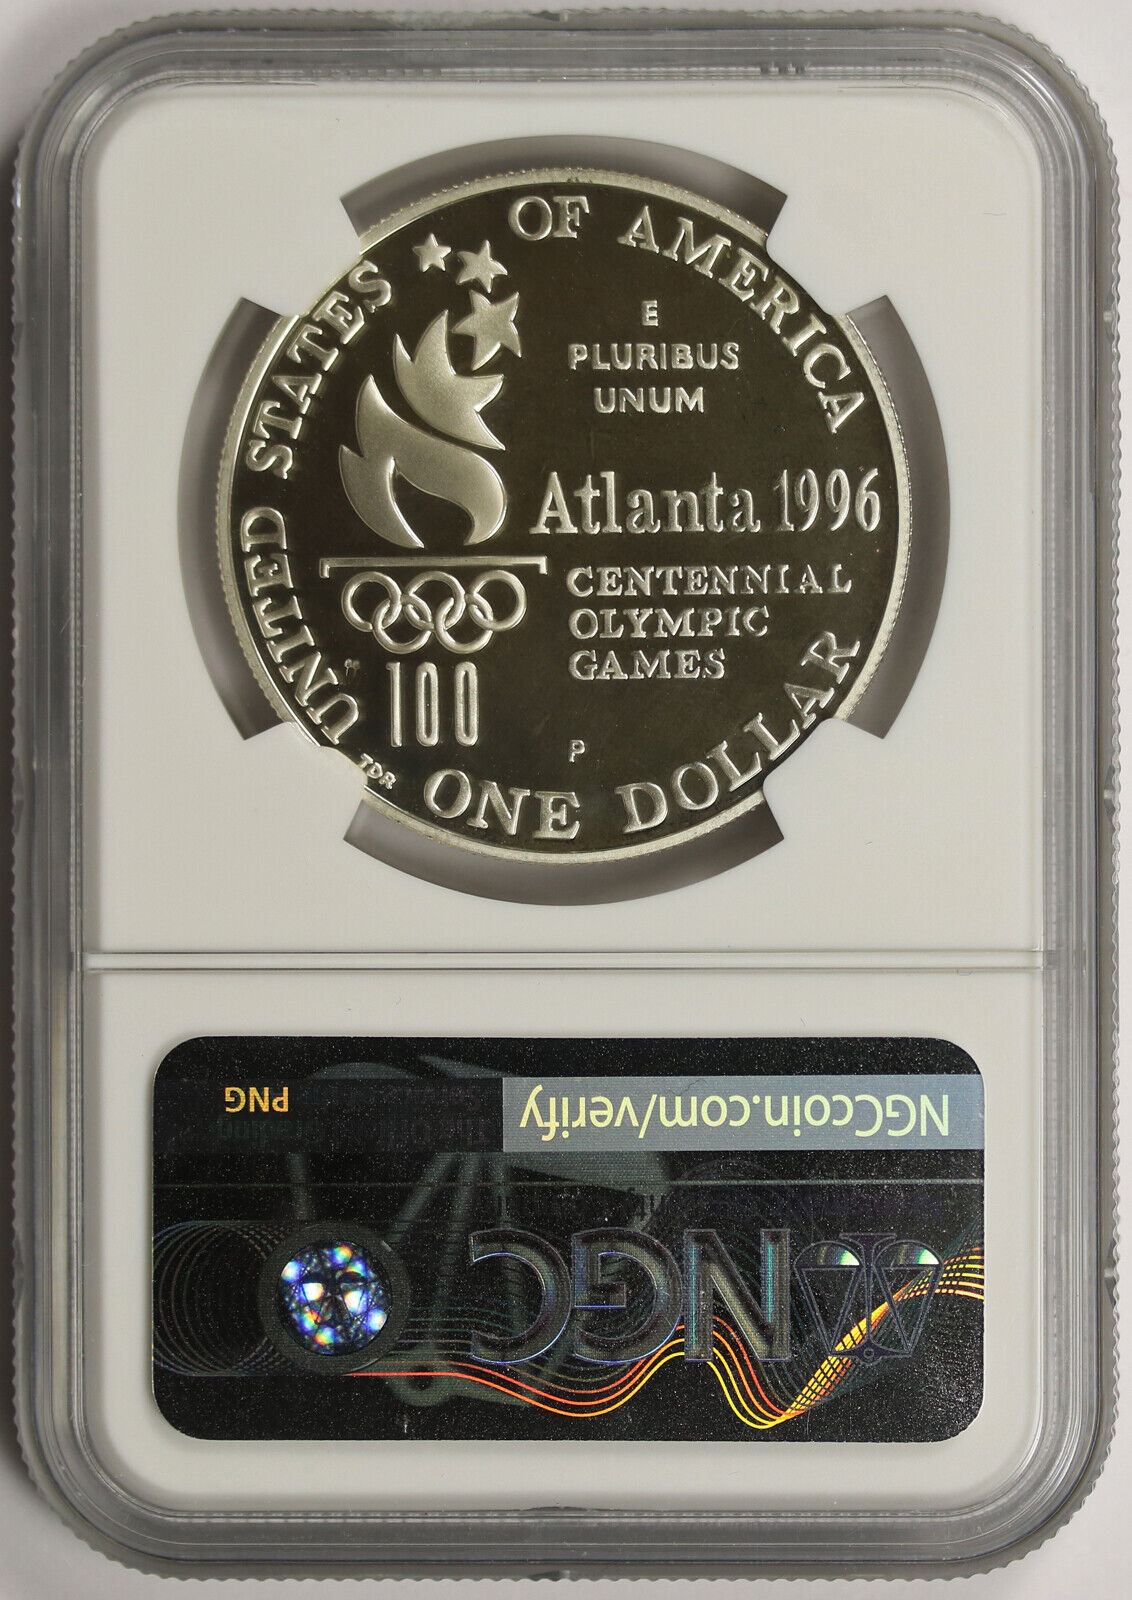 UNITED STATES OF AMERICA
E
PLURIBUS
UNUM
Atlanta 1996
CENTENNIAL
OLYMPIC
GAMES
100
P
TDR
ONE DOLLAR
NGCcoin.com/verify
PNG
NGC